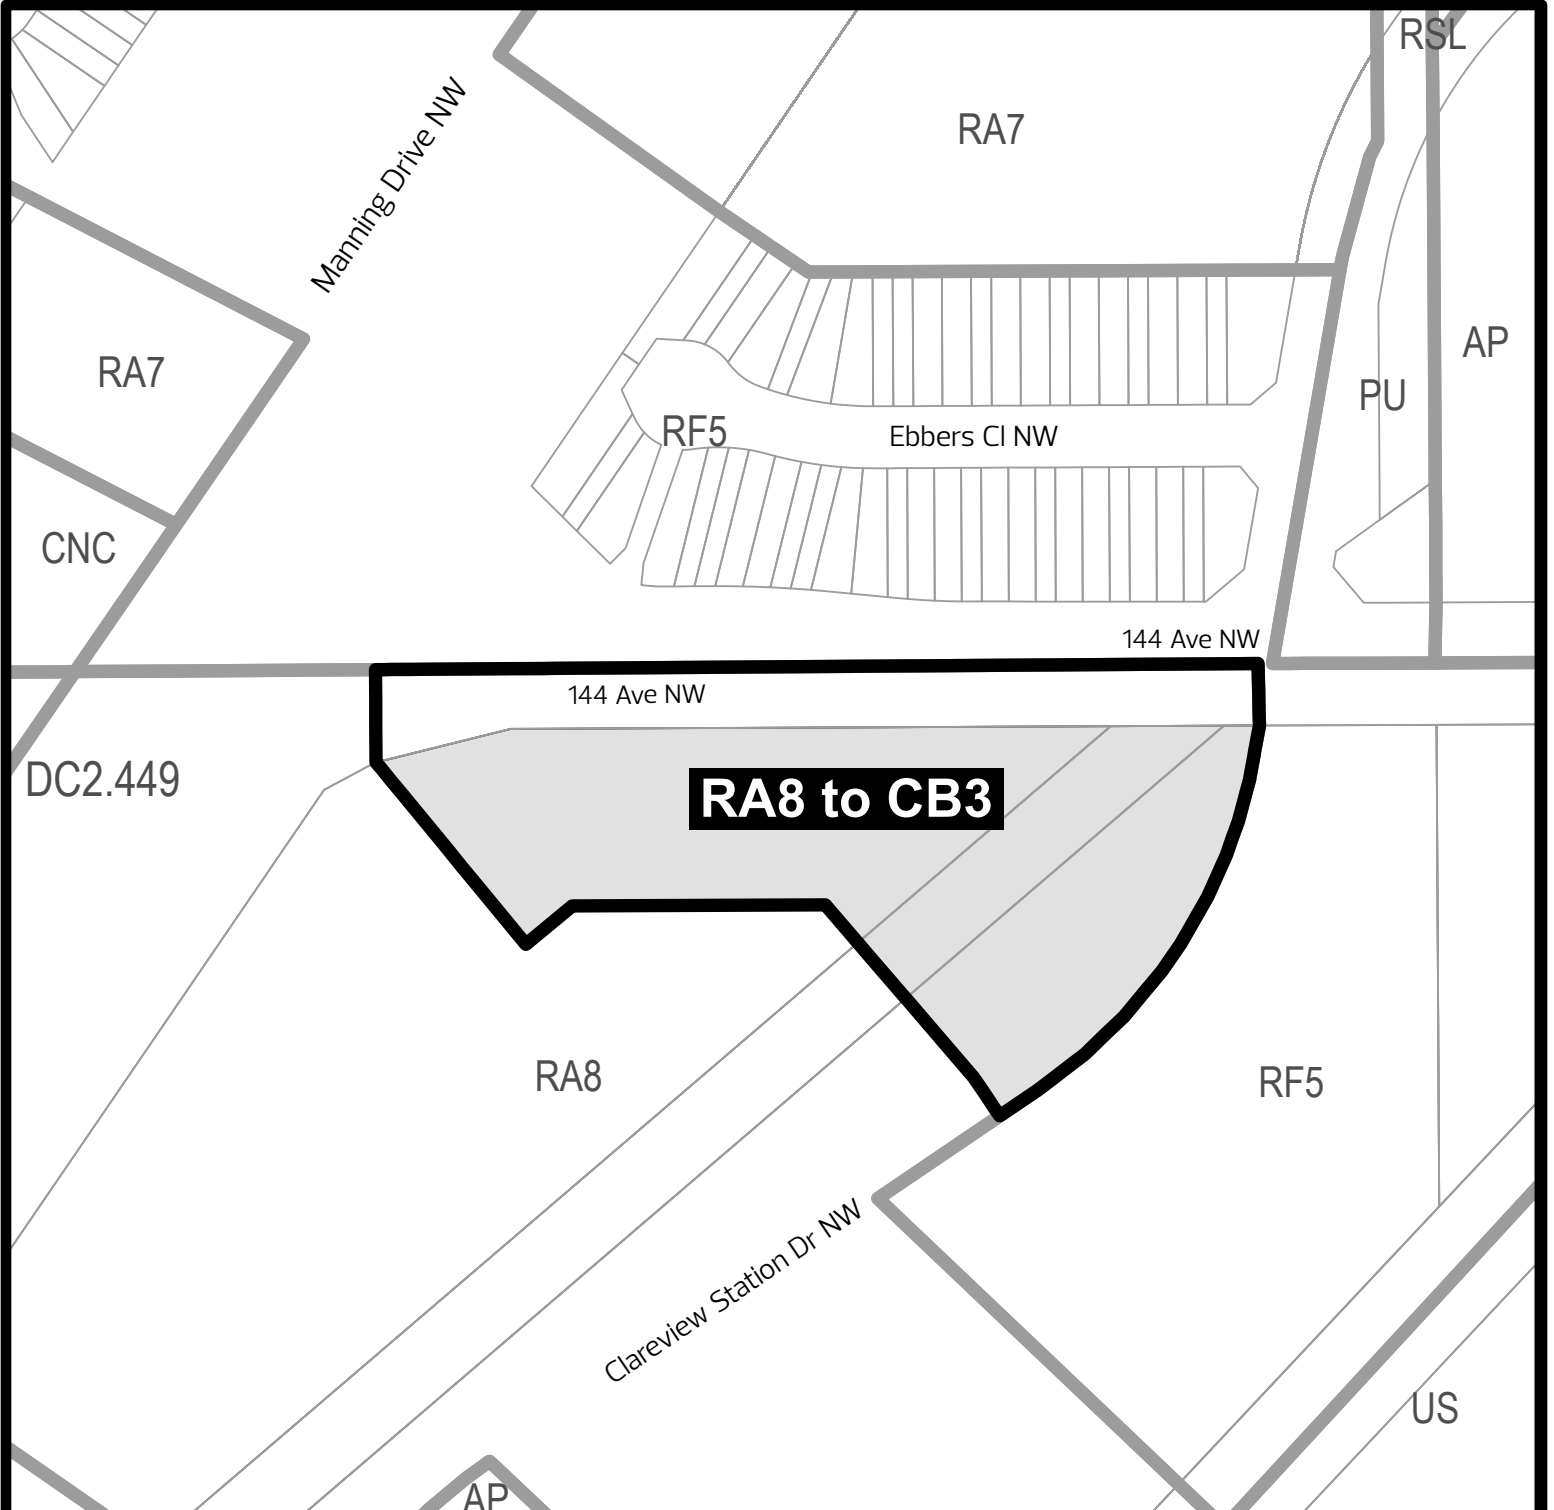 RSL
RA7
Manning Drive NW
AP
RA7
PU
RF5
Ebbers Cl NW
CNC
144 Ave NW
144 Ave NW
DC2.449
RA8 to CB3
RA8
RF5
Clareview Station Dr NW
US
AP